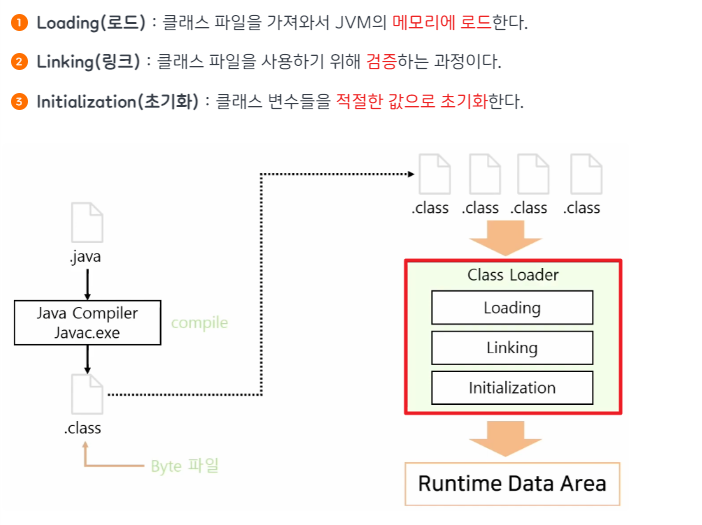 1 Loading(로드) : 클래스 파일을 가져와서 JVM의 메모리에 로드한다.
2 Linking(링크) : 클래스 파일을 사용하기 위해 검증하는 과정이다.
3 Initialization(초기화) : 클래스 변수들을 적절한 값으로 초기화한다.
.class .class .class .class
.java
Class Loader
Java Compiler
Javac.exe
compile
Loading
Linking
Initialization
.class
Byte 파일
Runtime Data Area